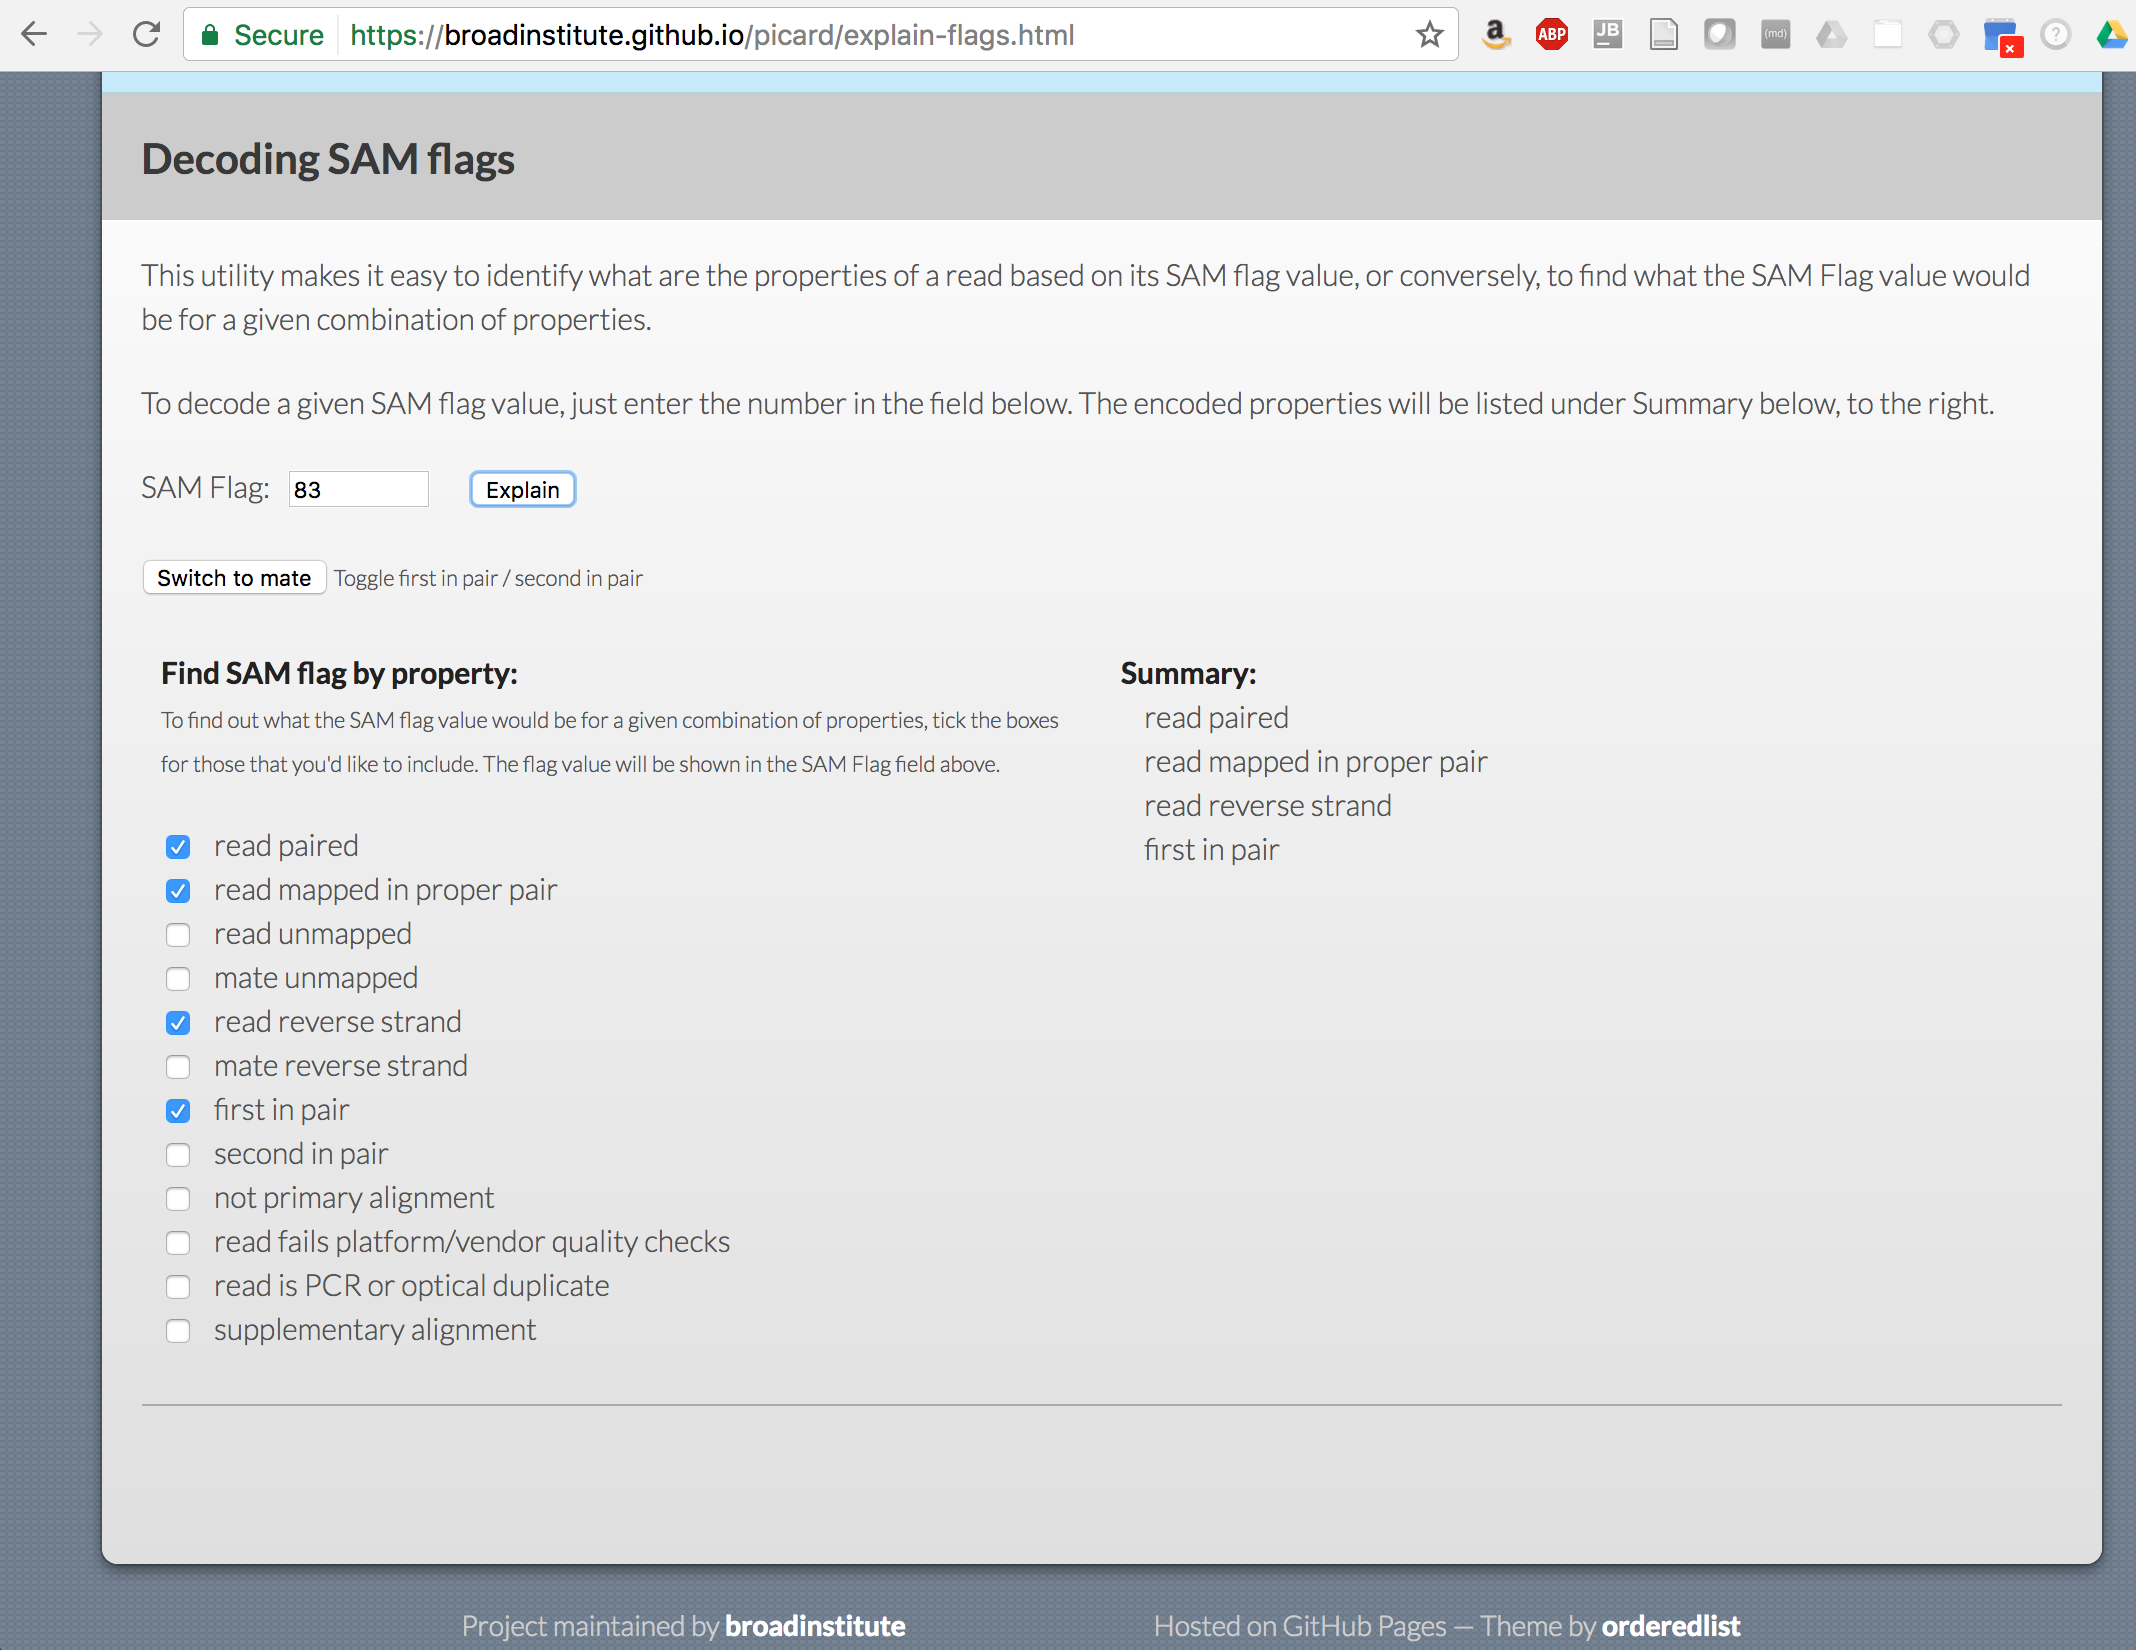 Secure https://broadinstitute.github.io/picard/explain-flags.html
a ABP JB (md) ?
Decoding SAM flags
This utility makes it easy to identify what are the properties of a read based on its SAM flag value, or conversely, to find what the SAM Flag value would
be for a given combination of properties.
To decode a given SAM flag value, just enter the number in the field below. The encoded properties will be listed under Summary below, to the right.
SAM Flag: 83 Explain
Switch to mate Toggle first in pair / second in pair
Find SAM flag by property:
To find out what the SAM flag value would be for a given combination of properties, tick the boxes
for those that you'd like to include. The flag value will be shown in the SAM Flag field above.
read paired
read mapped in proper pair
read unmapped
mate unmapped
read reverse strand
mate reverse strand
first in pair
second in pair
not primary alignment
read fails platform/vendor quality checks
read is PCR or optical duplicate
supplementary alignment
Summary:
read paired
read mapped in proper pair
read reverse strand
first in pair
Project maintained by broadinstitute
Hosted on GitHub Pages — Theme by orderedlist